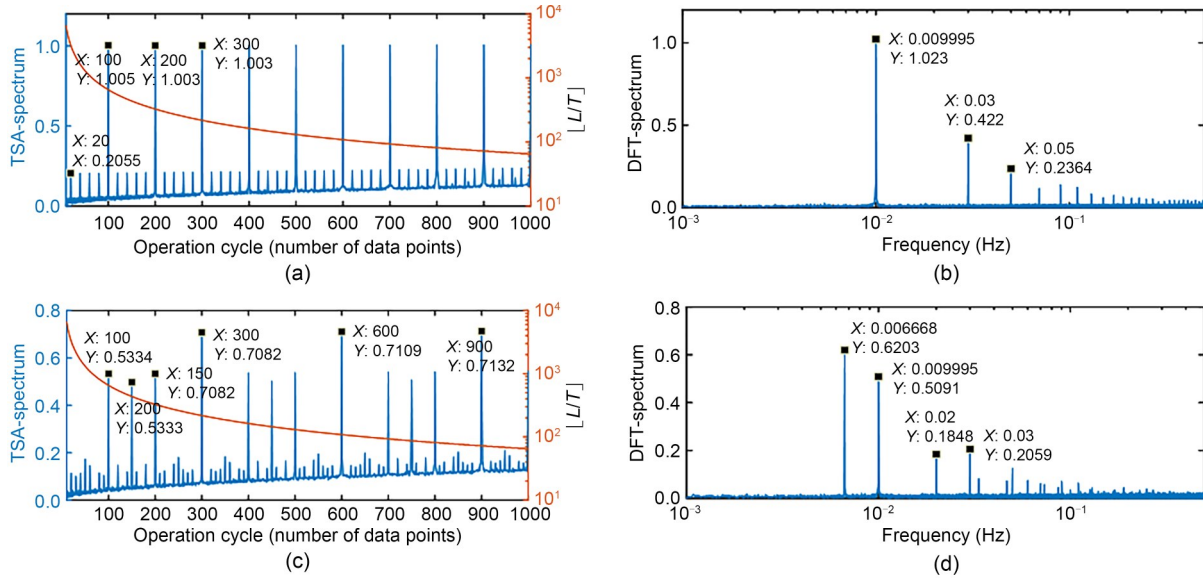 TSA-spectrum
1.0
0.5
0.0
X: 100
Y: 1.005
X: 200
Y: 1.003
X: 300
Y: 1.003
X: 20
X: 0.2055
10⁴
10³
10²
10¹
⌊L/T⌋
100 200 300 400 500 600 700 800 900 1000
Operation cycle (number of data points)
(a)
DFT-spectrum
1.0
0.5
0.0
X: 0.009995
Y: 1.023
X: 0.03
Y: 0.422
X: 0.05
Y: 0.2364
10⁻³ 10⁻² 10⁻¹
Frequency (Hz)
(b)
TSA-spectrum
0.8
0.6
0.4
0.2
0.0
X: 100
Y: 0.5334
X: 200
Y: 0.5333
X: 150
Y: 0.7082
X: 300
Y: 0.7082
X: 600
Y: 0.7109
X: 900
Y: 0.7132
10⁴
10³
10²
10¹
⌊L/T⌋
100 200 300 400 500 600 700 800 900 1000
Operation cycle (number of data points)
(c)
DFT-spectrum
0.8
0.6
0.4
0.2
0.0
X: 0.006668
Y: 0.6203
X: 0.009995
Y: 0.5091
X: 0.02
Y: 0.1848
X: 0.03
Y: 0.2059
10⁻³ 10⁻² 10⁻¹
Frequency (Hz)
(d)